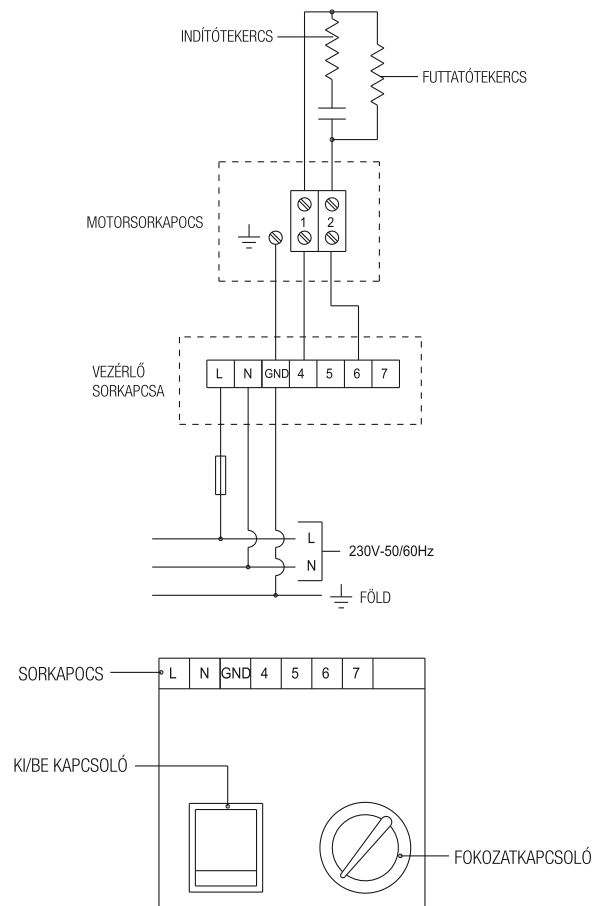 INDÍTÓTEKERCS
FUTTATÓTEKERCS
MOTORSORKAPOCS
1 2
VEZÉRLŐ
SORKAPCSA
L N GND 4 5 6 7
L
230V-50/60Hz
N
FÖLD
SORKAPOCS
L N GND 4 5 6 7
KI/BE KAPCSOLÓ
FOKOZATKAPCSOLÓ